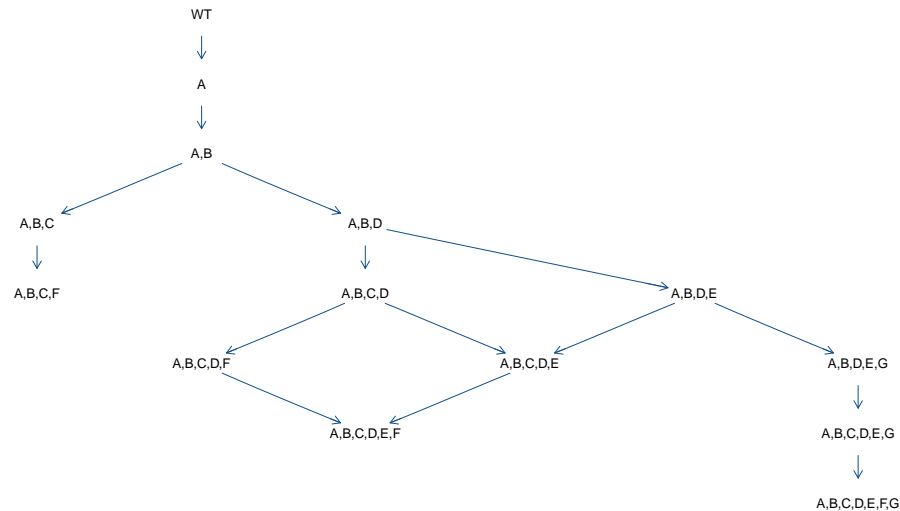 WT
A
A,B
A,B,C
A,B,D
A,B,C,F
A,B,C,D
A,B,D,E
A,B,C,D,F
A,B,C,D,E
A,B,D,E,G
A,B,C,D,E,F
A,B,C,D,E,G
A,B,C,D,E,F,G